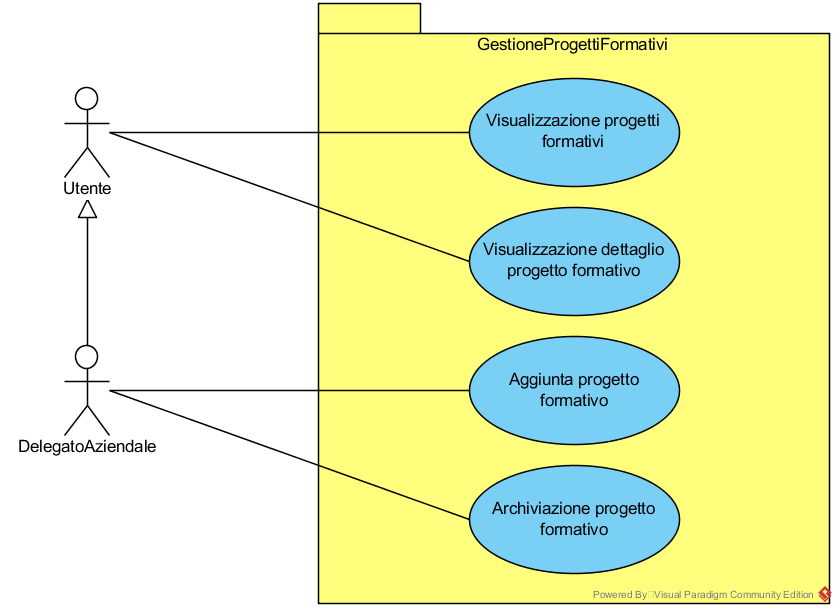 GestioneProgettiFormativi
Visualizzazione progetti
formativi
Utente
Visualizzazione dettaglio
progetto formativo
Aggiunta progetto
formativo
DelegatoAziendale
Archiviazione progetto
formativo
Powered By Visual Paradigm Community Edition